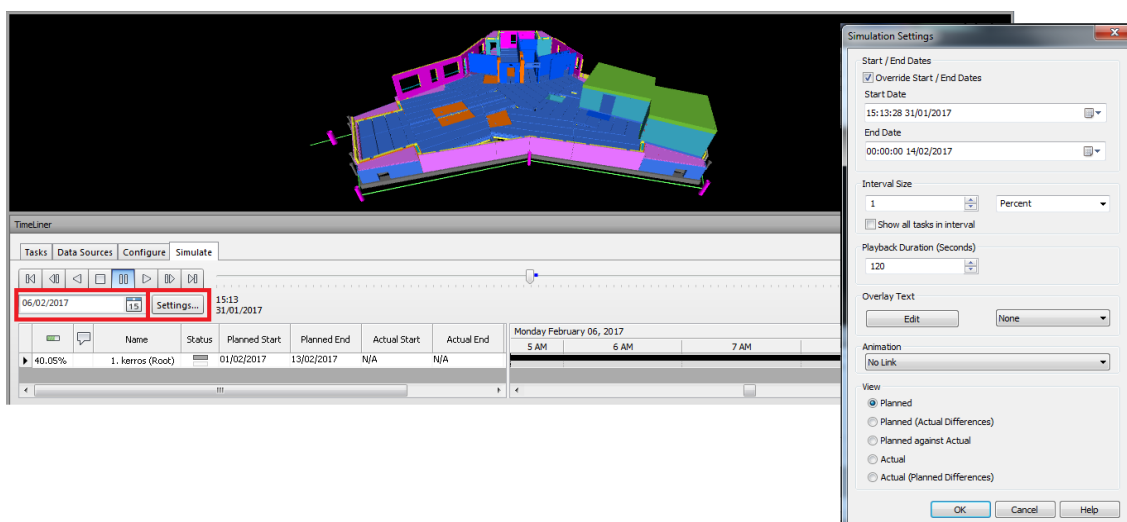 TimeLiner
Tasks Data Sources Configure Simulate
06/02/2017 15 Settings... 15:13
31/01/2017
Name Status Planned Start Planned End Actual Start Actual End
Monday February 06, 2017
5 AM 6 AM 7 AM
40.05% 1. kerros (Root) 01/02/2017 13/02/2017 N/A N/A
Simulation Settings
Start / End Dates
Override Start / End Dates
Start Date
15:13:28 31/01/2017
End Date
00:00:00 14/02/2017
Interval Size
1 Percent
Show all tasks in interval
Playback Duration (Seconds)
120
Overlay Text
Edit None
Animation
No Link
View
Planned
Planned (Actual Differences)
Planned against Actual
Actual
Actual (Planned Differences)
OK Cancel Help